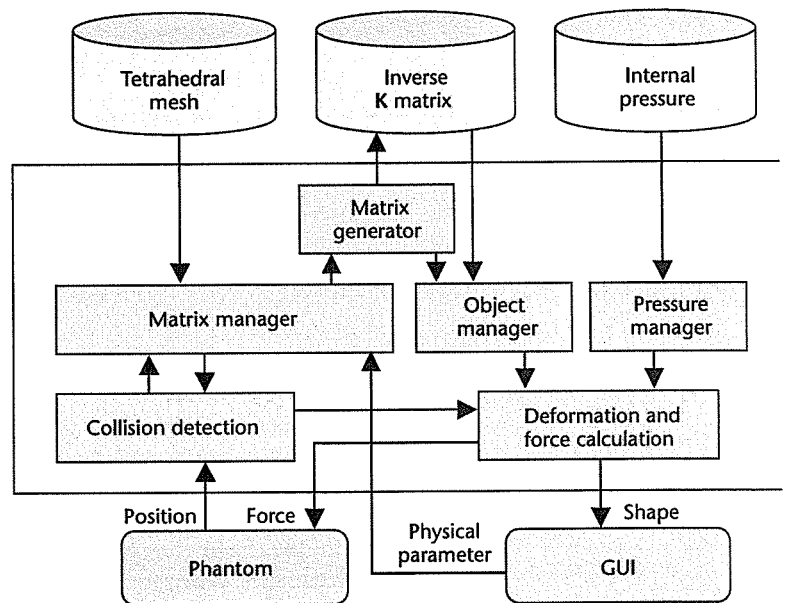 Tetrahedral
mesh
Inverse
K matrix
Internal
pressure
Matrix
generator
Matrix manager
Object
manager
Pressure
manager
Collision detection
Deformation and
force calculation
Position
Force
Physical
parameter
Shape
Phantom
GUI